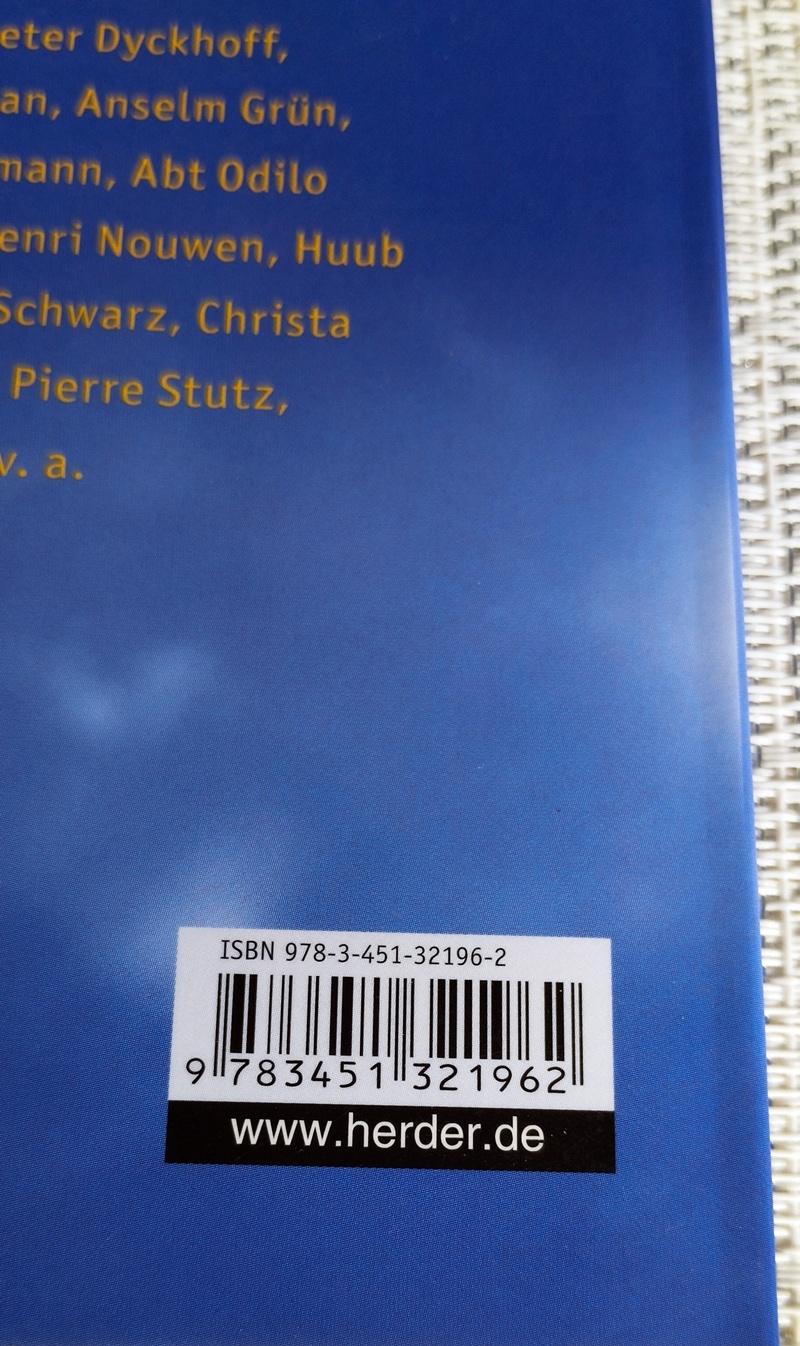 eter Dyckhoff,
an, Anselm Grün,
mann, Abt Odilo
enri Nouwen, Huub
Schwarz, Christa
Pierre Stutz,
v. a.
ISBN 978-3-451-32196-2
9 783451 321962
www.herder.de